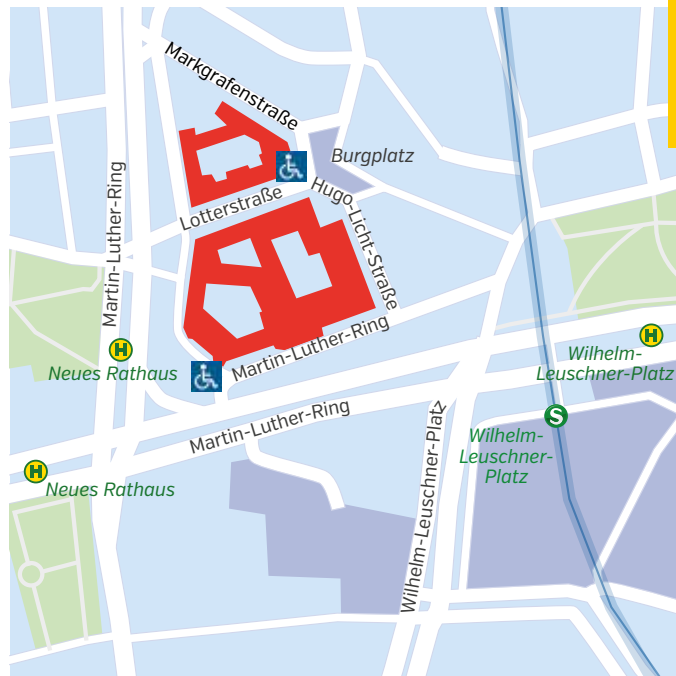 Markgrafenstraße
Burgplatz
Lotterstraße
Hugo-Licht-Straße
Martin-Luther-Ring
H
Neues Rathaus
Martin-Luther-Ring
H
Wilhelm-
Leuschner-Platz
Martin-Luther-Ring
S
Wilhelm-
Leuschner-
Platz
Wilhelm-Leuschner-Platz
H
Neues Rathaus